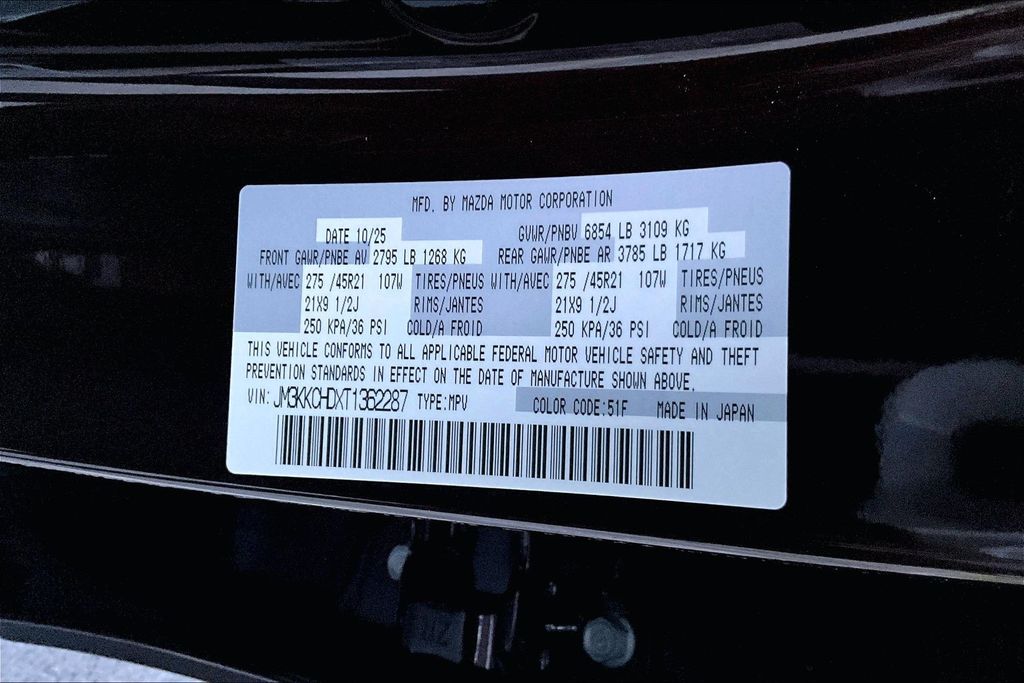 MFD. BY MAZDA MOTOR CORPORATION
DATE 10/25 GVWR/PNBV 6854 LB 3109 KG
FRONT GAWR/PNBE AV 2795 LB 1268 KG REAR GAWR/PNBE AR 3785 LB 1717 KG
WITH/AVEC 275 /45R21 107W TIRES/PNEUS WITH/AVEC 275 /45R21 107W TIRES/PNEUS
21X9 1/2J RIMS/JANTES 21X9 1/2J RIMS/JANTES
250 KPA/36 PSI COLD/A FROID 250 KPA/36 PSI COLD/A FROID
THIS VEHICLE CONFORMS TO ALL APPLICABLE FEDERAL MOTOR VEHICLE SAFETY AND THEFT
PREVENTION STANDARDS IN EFFECT ON THE DATE OF MANUFACTURE SHOWN ABOVE.
VIN: JM3KKCHDXT1362287 TYPE:MPV COLOR CODE:51F MADE IN JAPAN